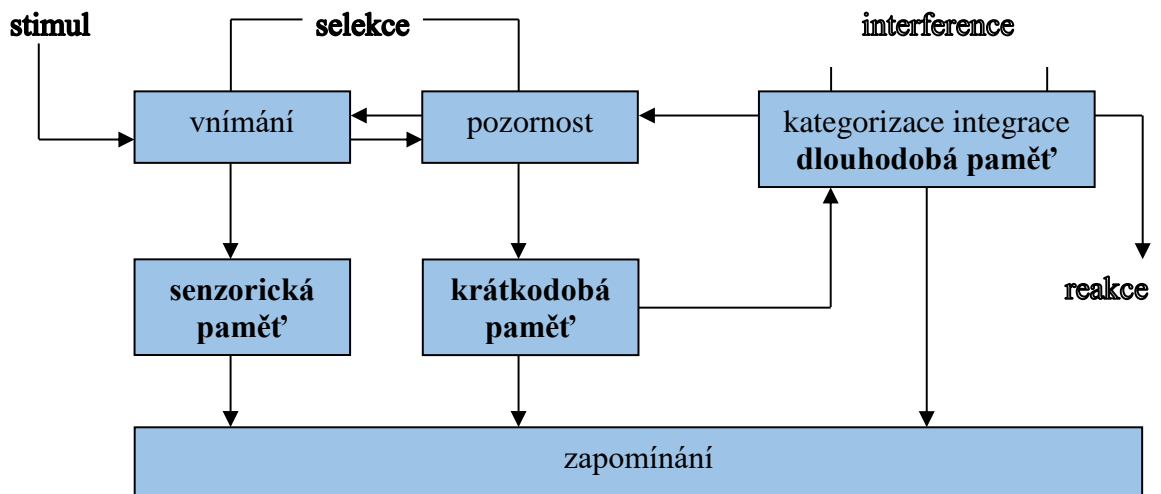 stimul
selekce
interference
vnímání
pozornost
kategorizace integrace
dlouhodobá paměť
senzorická
paměť
krátkodobá
paměť
reakce
zapomínání